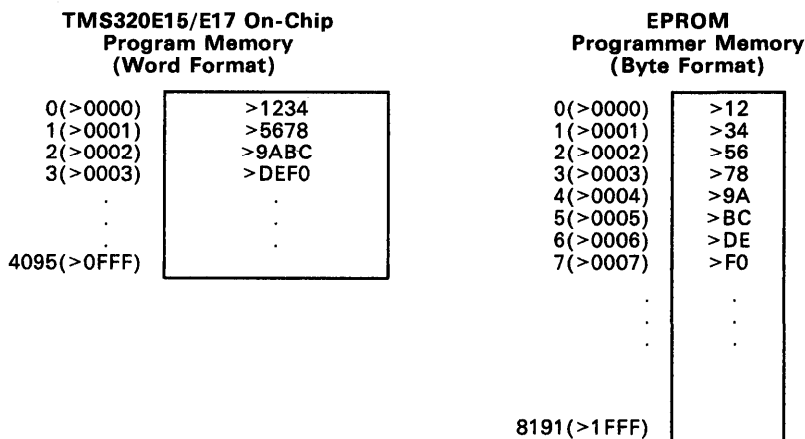 TMS320E15/E17 On-Chip
Program Memory
(Word Format)
0(>0000) >1234
1(>0001) >5678
2(>0002) >9ABC
3(>0003) >DEF0
. .
. .
. .
4095(>0FFF)
EPROM
Programmer Memory
(Byte Format)
0(>0000) >12
1(>0001) >34
2(>0002) >56
3(>0003) >78
4(>0004) >9A
5(>0005) >BC
6(>0006) >DE
7(>0007) >F0
. .
. .
. .
8191(>1FFF)